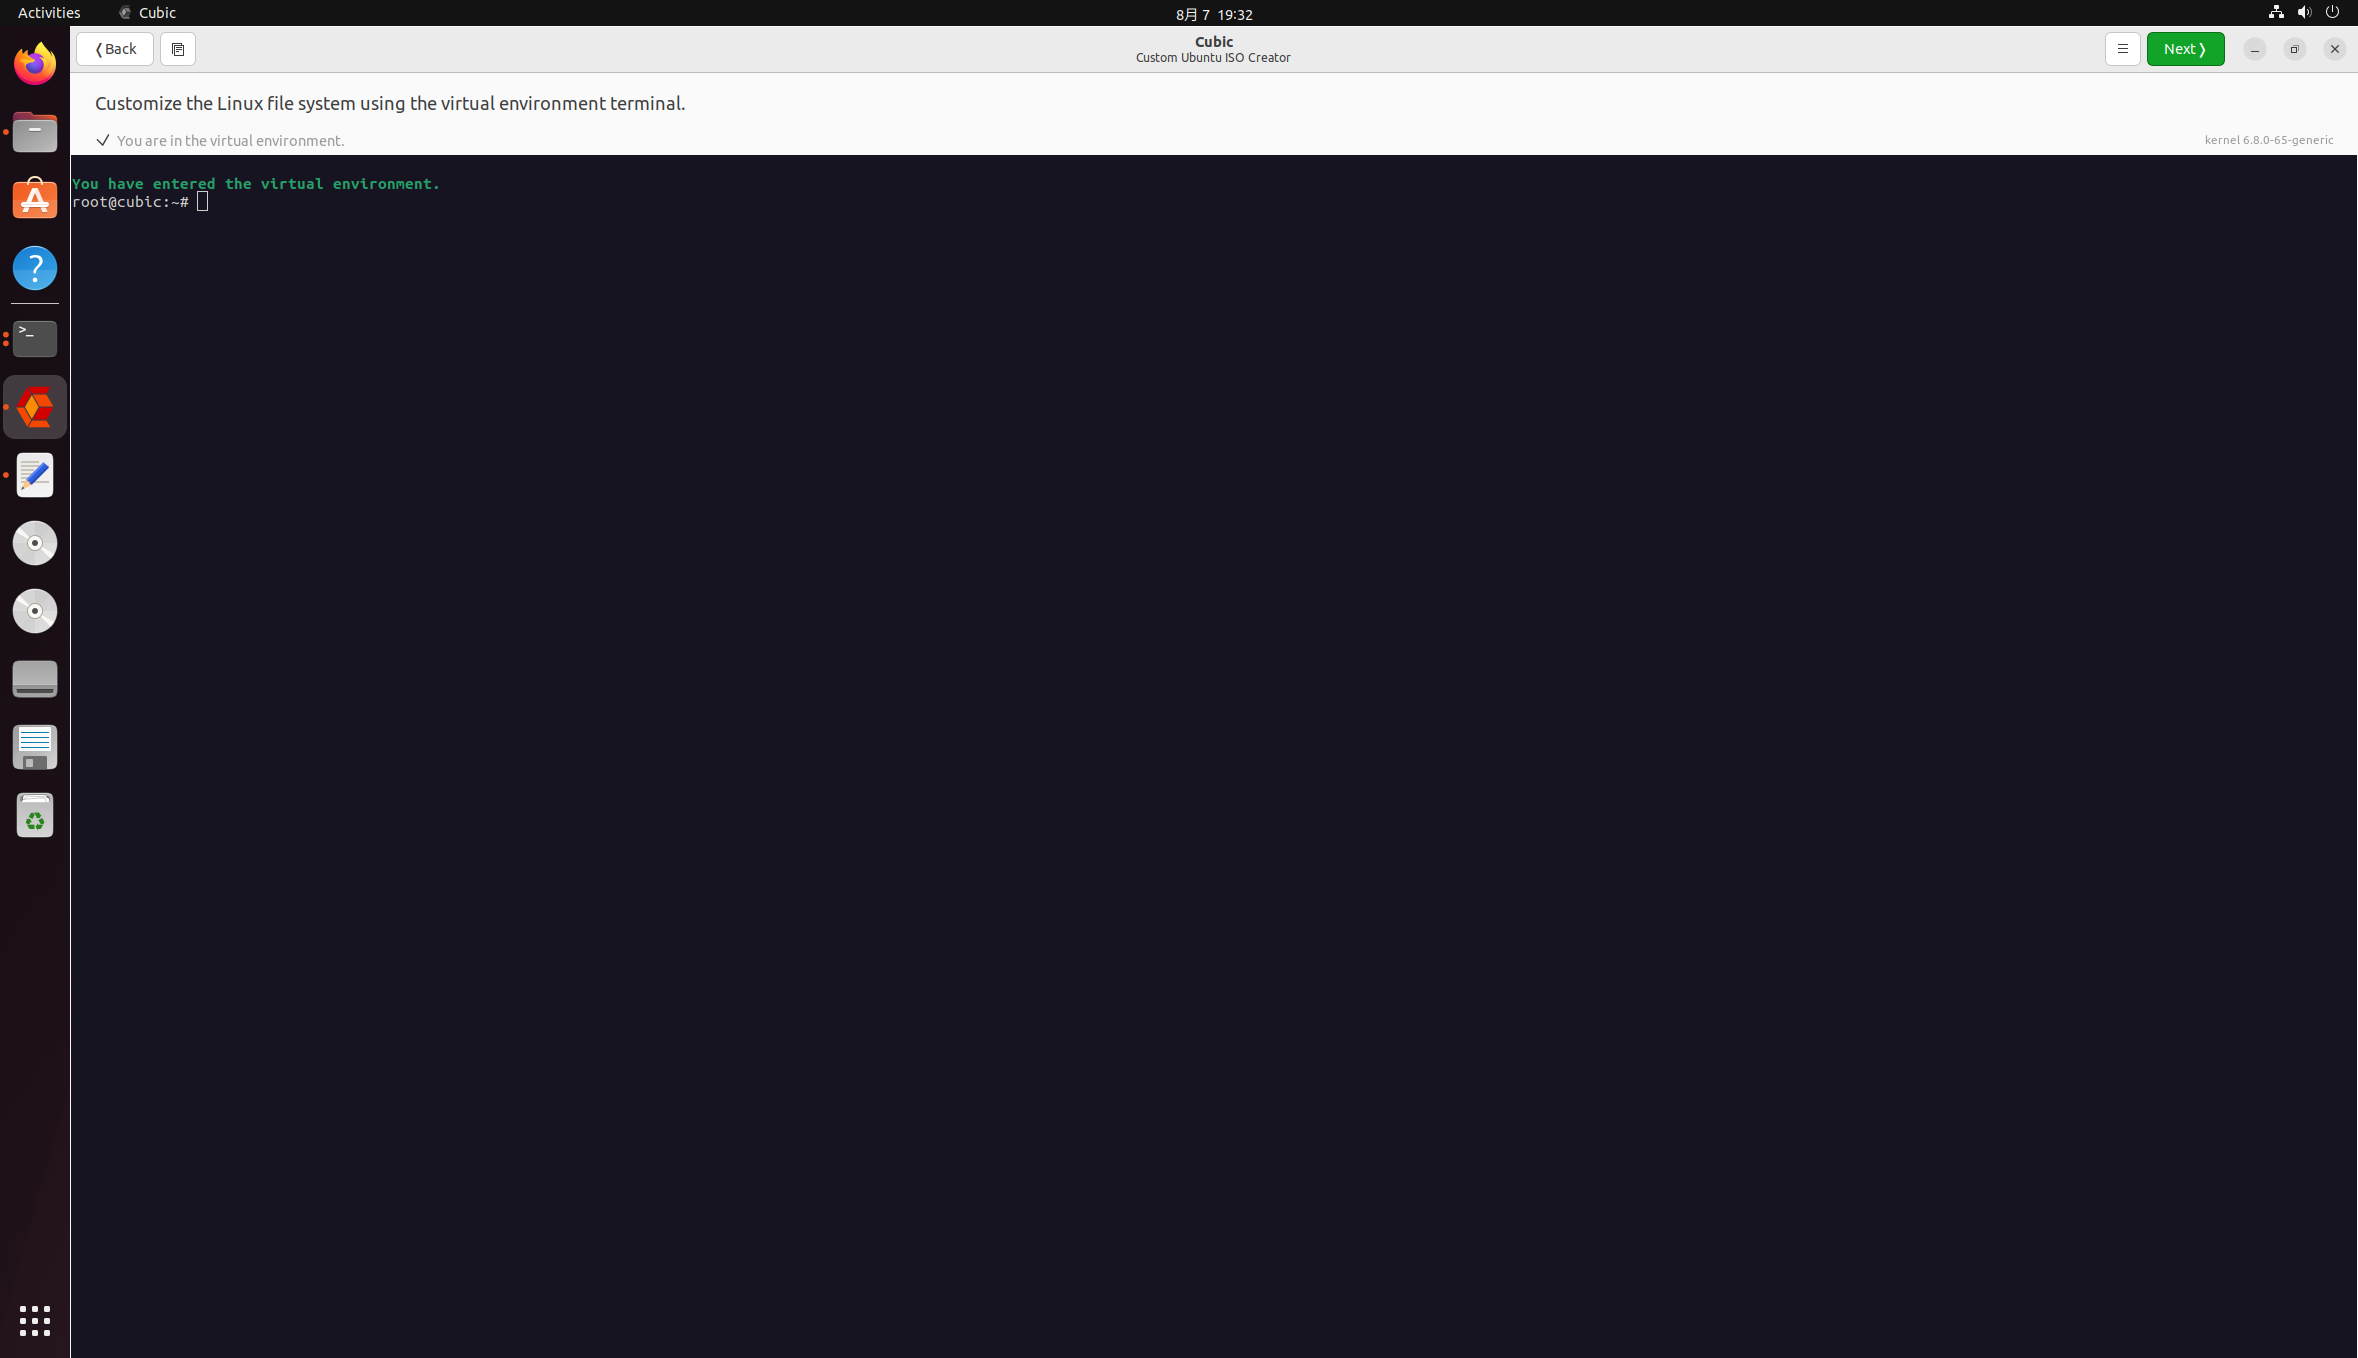 Activities
Cubic
8月 7 19:32
❬Back
Cubic
Custom Ubuntu ISO Creator
Next❭
Customize the Linux file system using the virtual environment terminal.
You are in the virtual environment.
kernel 6.8.0-65-generic
You have entered the virtual environment.
root@cubic:~#